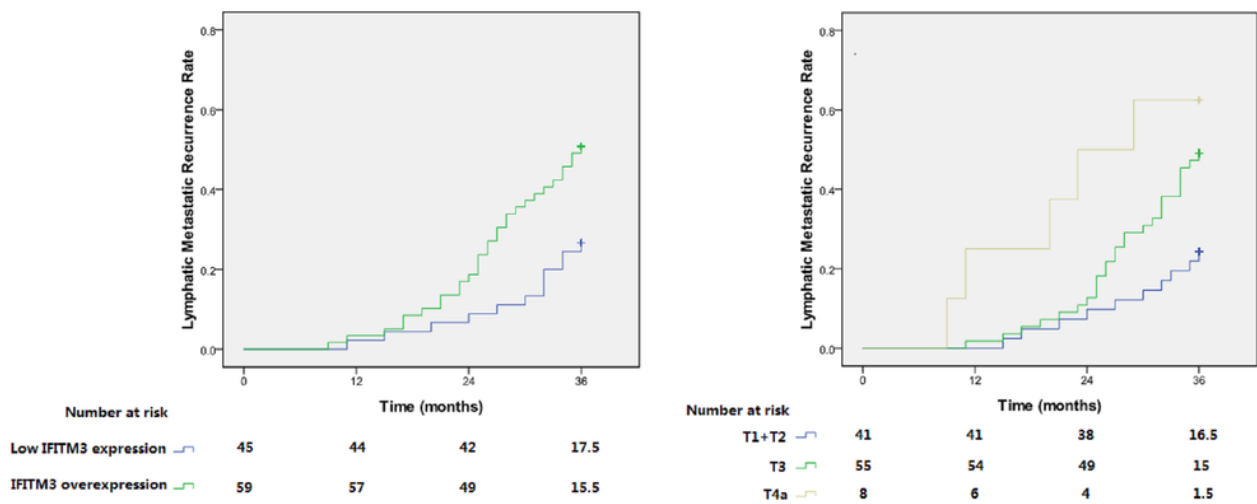 Lymphatic Metastatic Recurrence Rate
0.8
0.6
0.4
0.2
0.0
0 12 24 36
Time (months)
Number at risk
Low IFITM3 expression 45 44 42 17.5
IFITM3 overexpression 59 57 49 15.5
Lymphatic Metastatic Recurrence Rate
0.8
0.6
0.4
0.2
0.0
0 12 24 36
Time (months)
Number at risk
T1+T2 41 41 38 16.5
T3 55 54 49 15
T4a 8 6 4 1.5